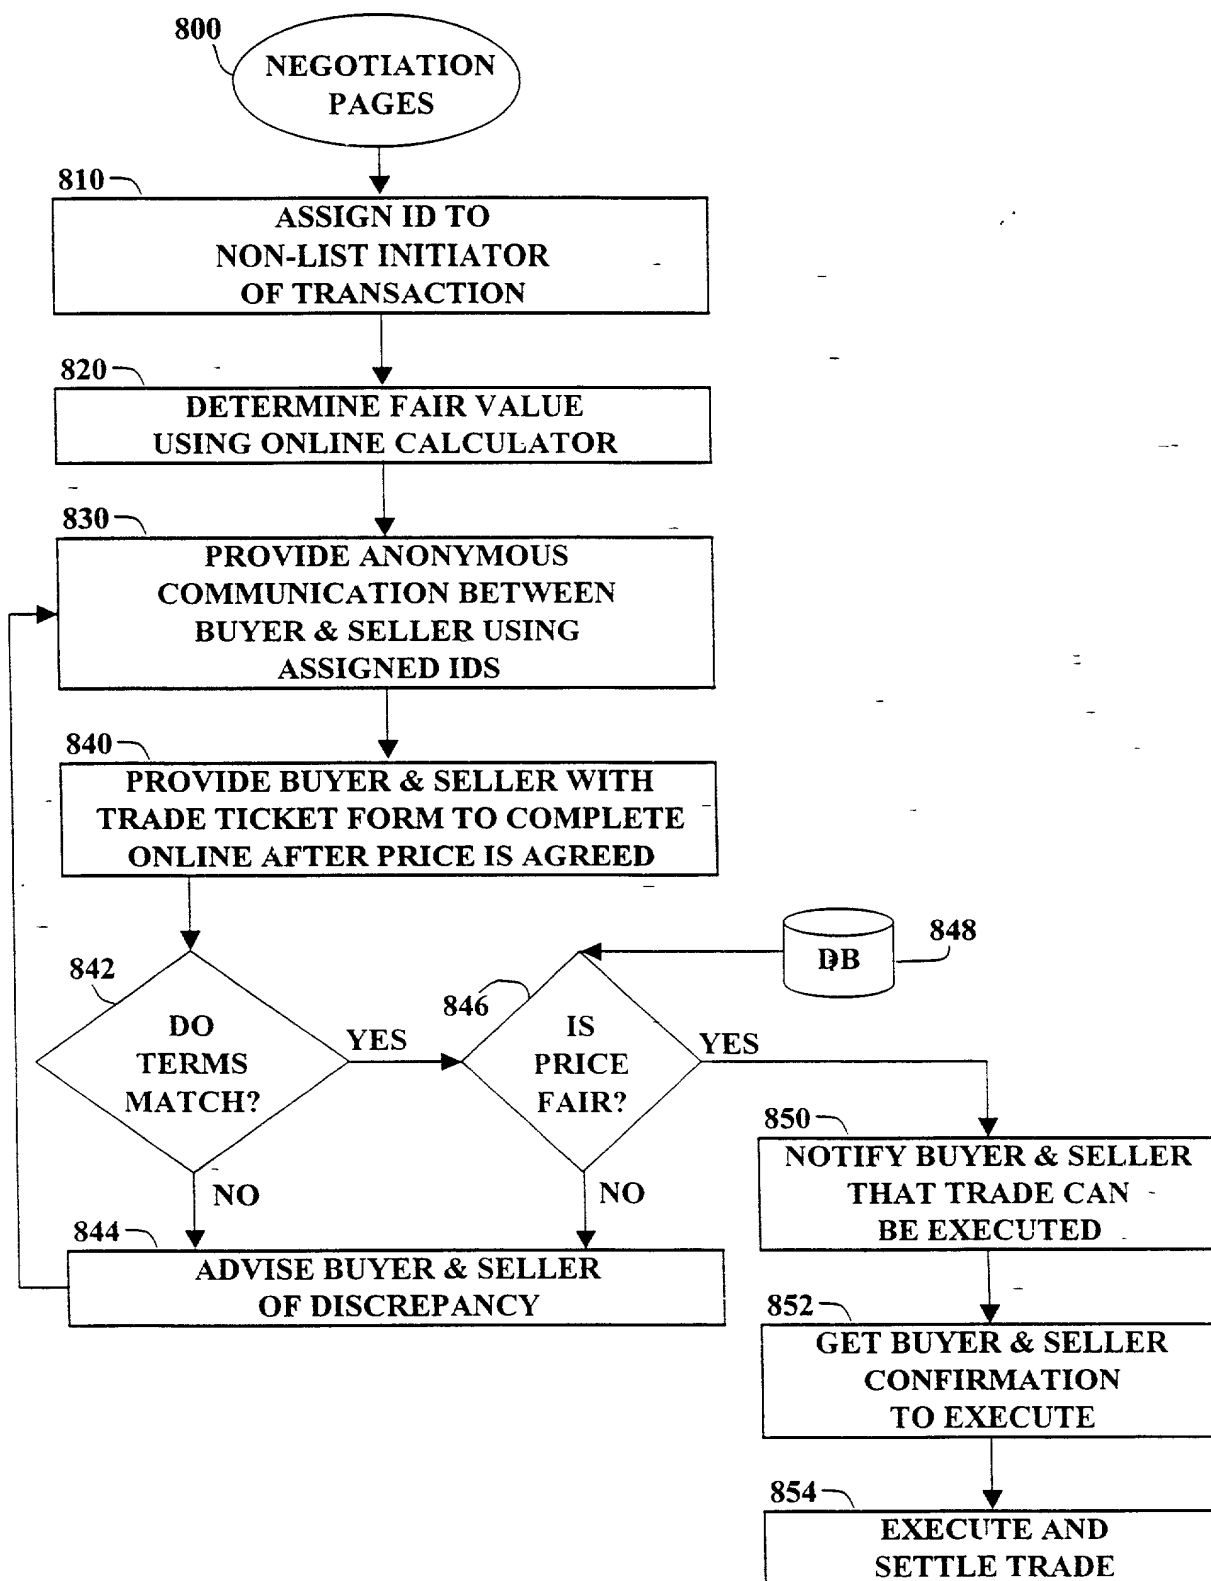 800
NEGOTIATION
PAGES
810
ASSIGN ID TO
NON-LIST INITIATOR
OF TRANSACTION
820
DETERMINE FAIR VALUE
USING ONLINE CALCULATOR
830
PROVIDE ANONYMOUS
COMMUNICATION BETWEEN
BUYER & SELLER USING
ASSIGNED IDS
840
PROVIDE BUYER & SELLER WITH
TRADE TICKET FORM TO COMPLETE
ONLINE AFTER PRICE IS AGREED
842
DO
TERMS
MATCH?
YES
NO
846
IS
PRICE
FAIR?
YES
NO
DB
848
844
ADVISE BUYER & SELLER
OF DISCREPANCY
850
NOTIFY BUYER & SELLER
THAT TRADE CAN
BE EXECUTED
852
GET BUYER & SELLER
CONFIRMATION
TO EXECUTE
854
EXECUTE AND
SETTLE TRADE